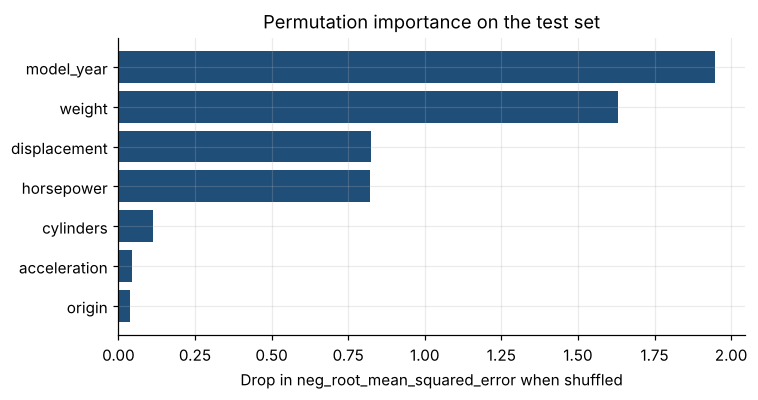 Permutation importance on the test set
model_year
weight
displacement
horsepower
cylinders
acceleration
origin
0.00 0.25 0.50 0.75 1.00 1.25 1.50 1.75 2.00
Drop in neg_root_mean_squared_error when shuffled